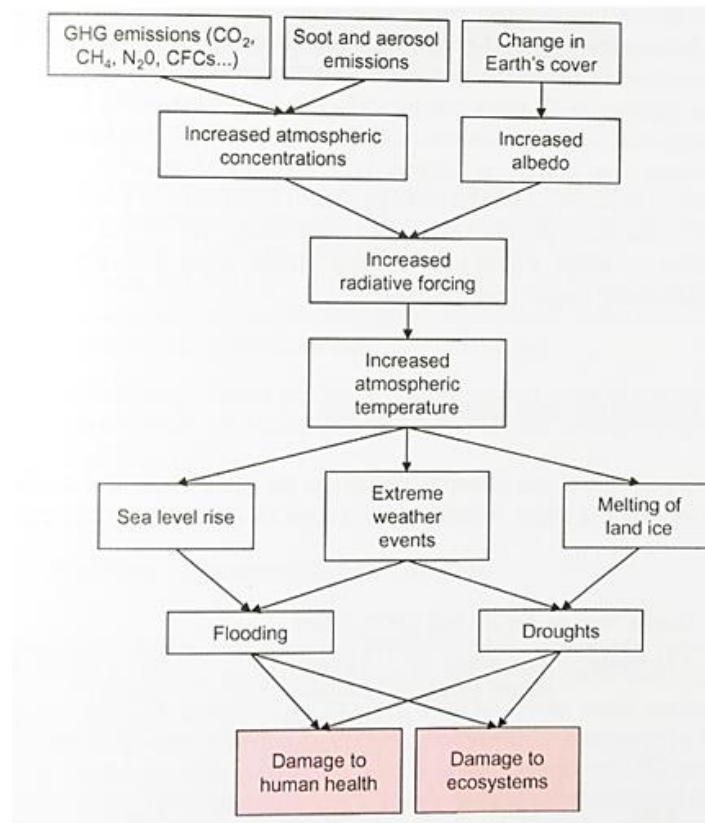 GHG emissions (CO₂,
CH₄, N₂0, CFCs...)
Soot and aerosol
emissions
Change in
Earth's cover
Increased atmospheric
concentrations
Increased
albedo
Increased
radiative forcing
Increased
atmospheric
temperature
Sea level rise
Extreme
weather
events
Melting of
land ice
Flooding
Droughts
Damage to
human health
Damage to
ecosystems